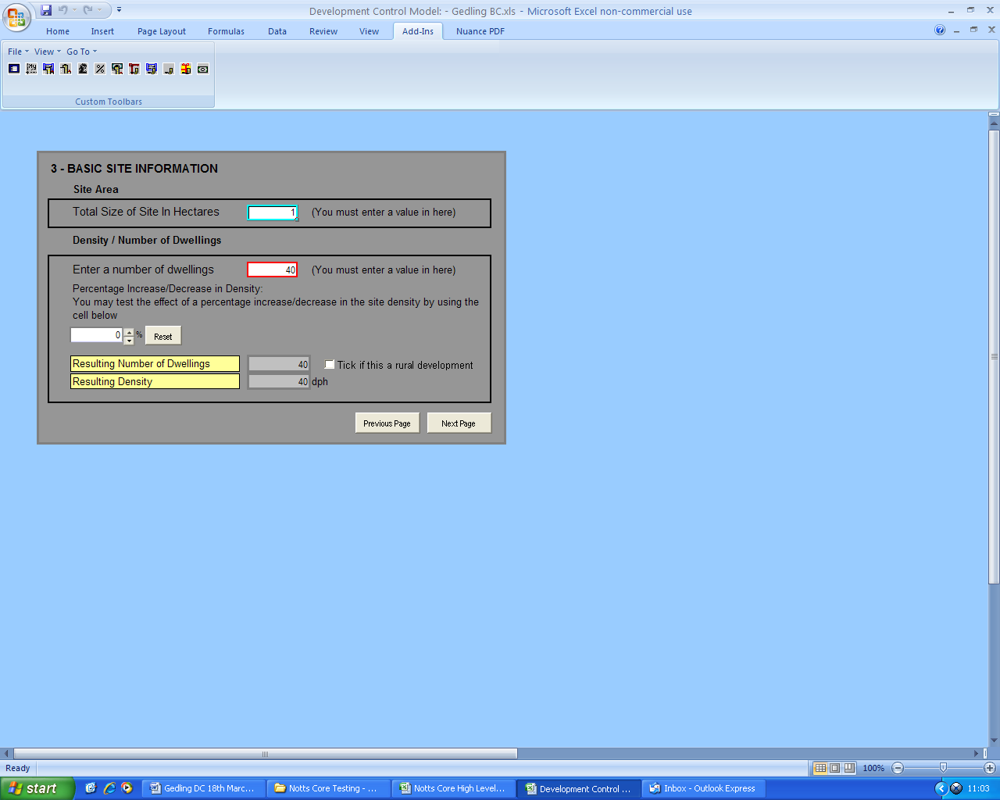 Development Control Model: - Gedling BC.xls - Microsoft Excel non-commercial use
Home Insert Page Layout Formulas Data Review View Add-Ins Nuance PDF
File View Go To
Custom Toolbars
3 - BASIC SITE INFORMATION
Site Area
Total Size of Site In Hectares 1 (You must enter a value in here)
Density / Number of Dwellings
Enter a number of dwellings 40 (You must enter a value in here)
Percentage Increase/Decrease in Density:
You may test the effect of a percentage increase/decrease in the site density by using the
cell below
0 % Reset
Resulting Number of Dwellings 40 Tick if this a rural development
Resulting Density 40 dph
Previous Page Next Page
Ready 100%
start Gedling DC 18th Marc... Notts Core Testing - ... Notts Core High Level... Development Control ... Inbox - Outlook Express 11:03